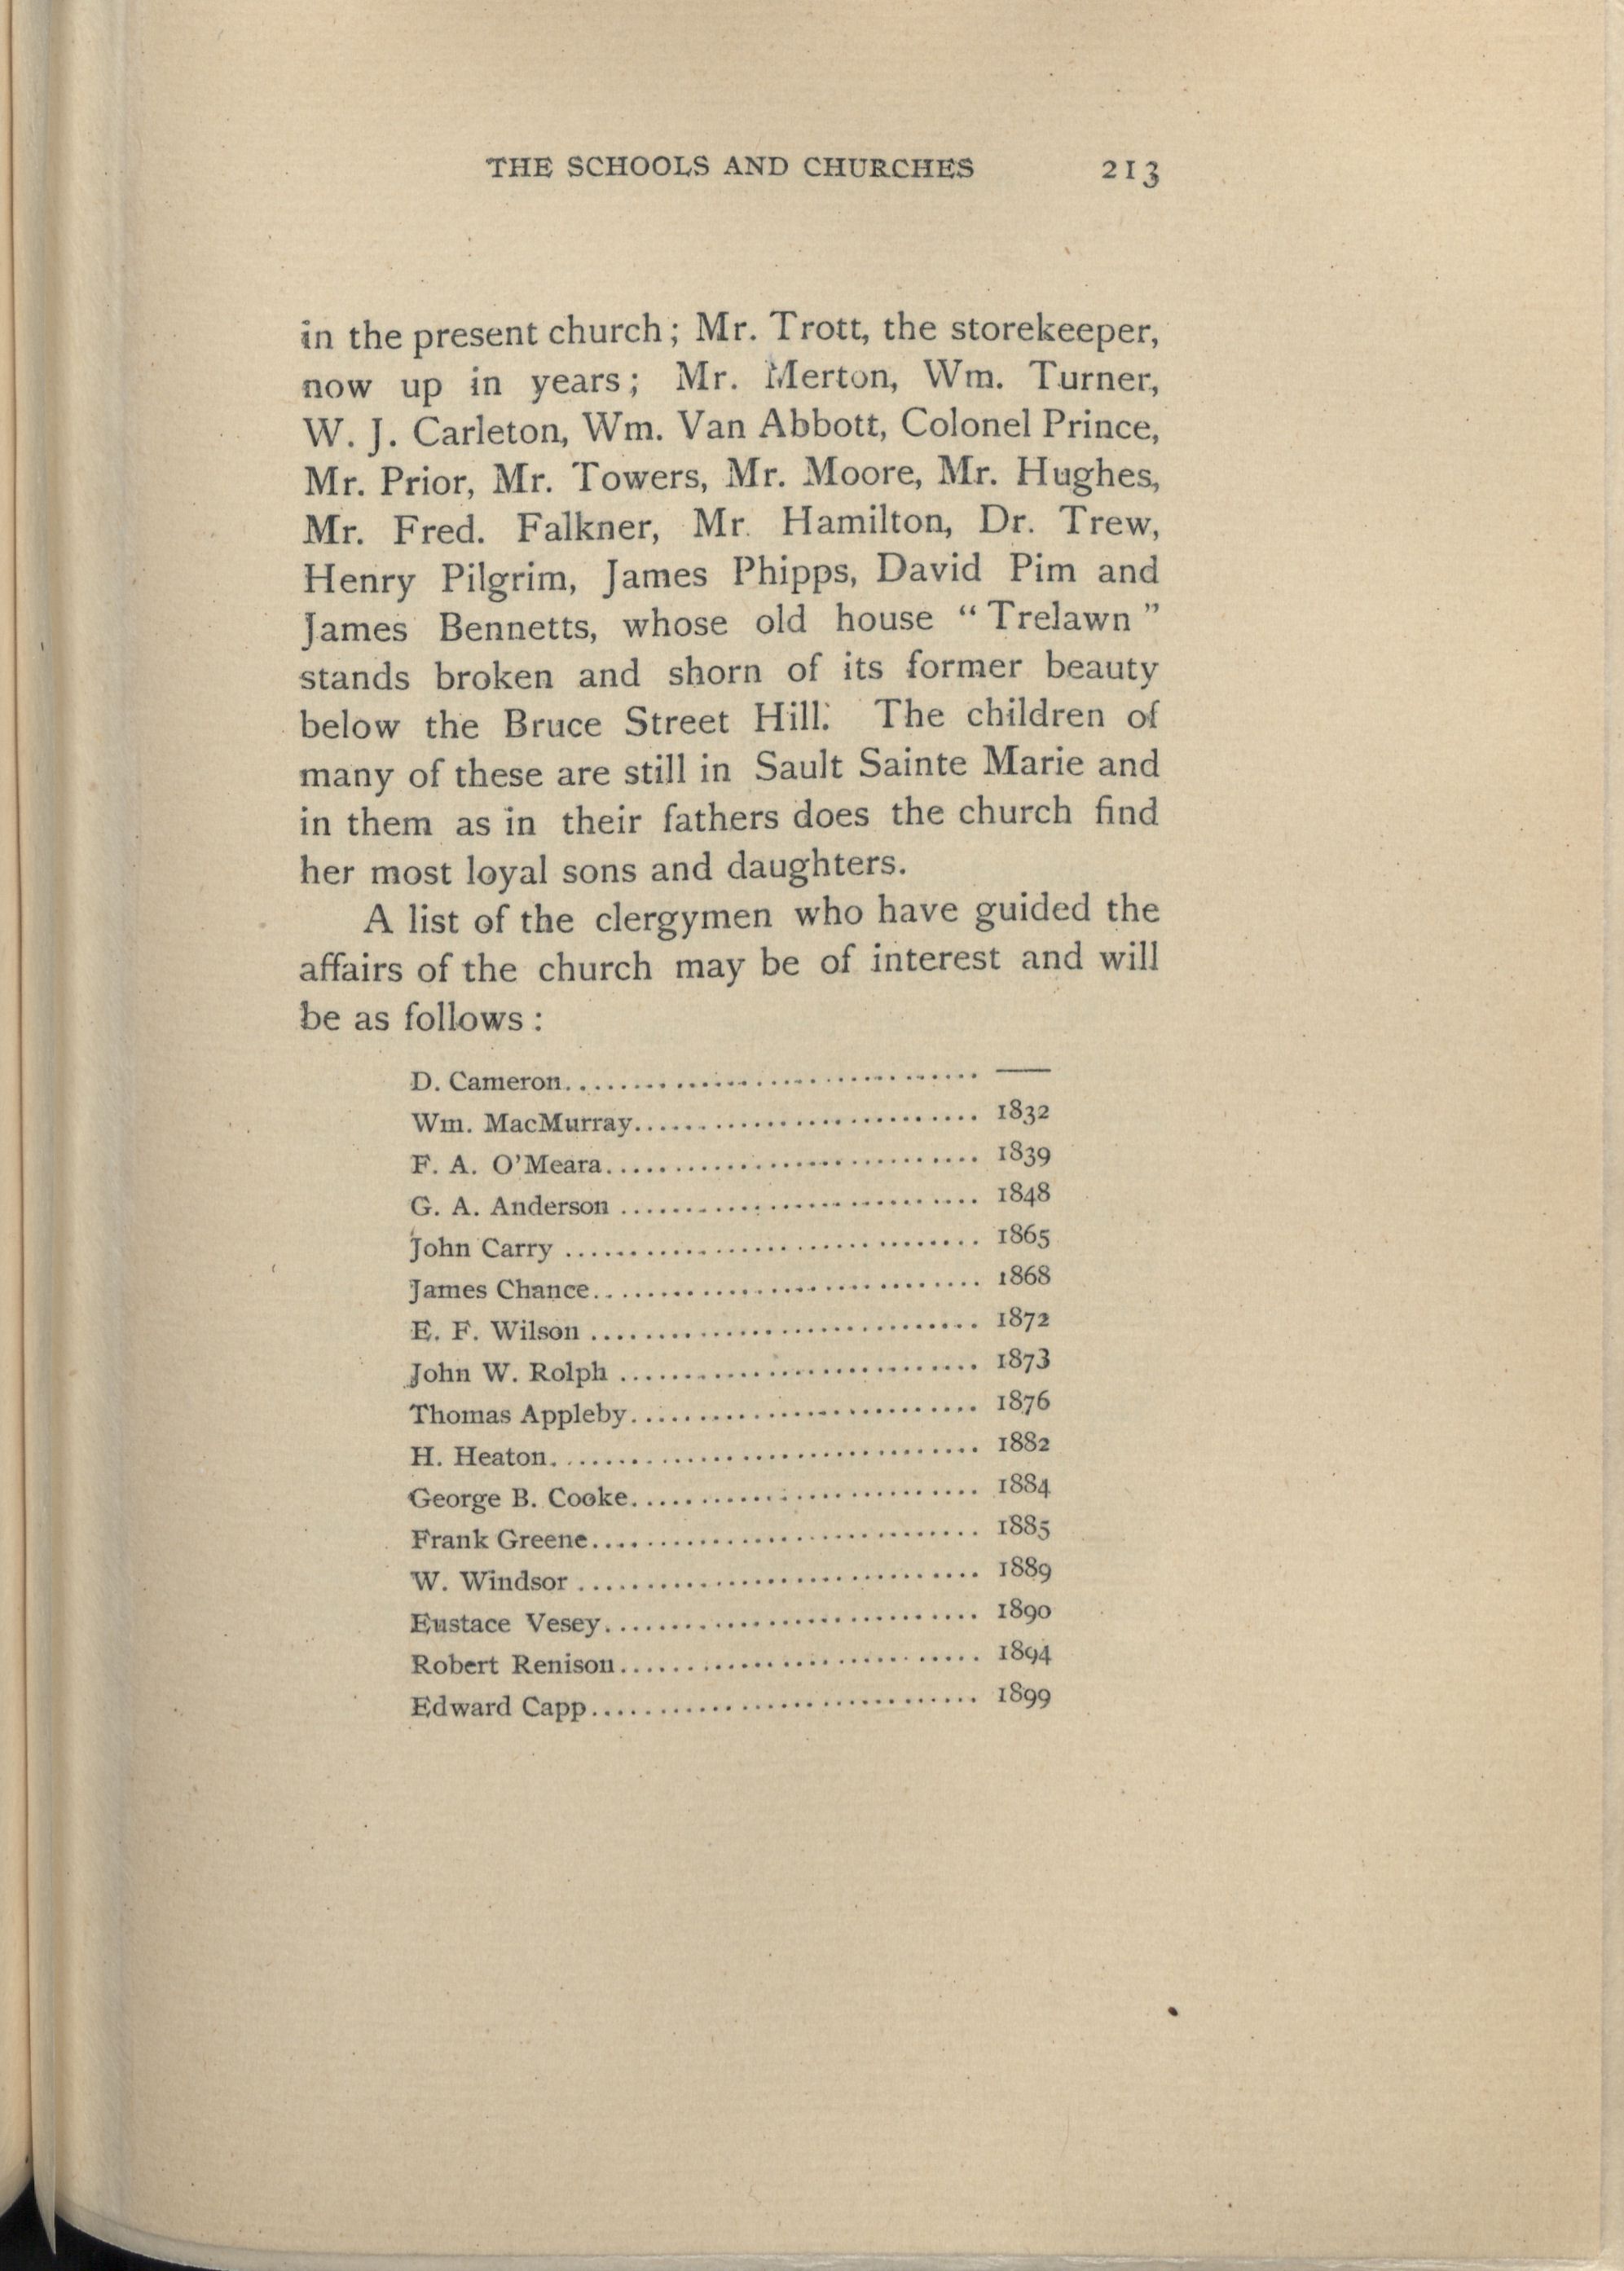 THE SCHOOLS AND CHURCHES 213
in the present church; Mr. Trott, the storekeeper,
now up in years; Mr. Merton, Wm. Turner,
W. J. Carleton, Wm. Van Abbott, Colonel Prince,
Mr. Prior, Mr. Towers, Mr. Moore, Mr. Hughes,
Mr. Fred. Falkner, Mr. Hamilton, Dr. Trew,
Henry Pilgrim, James Phipps, David Pim and
James Bennetts, whose old house "Trelawn"
stands broken and shorn of its former beauty
below the Bruce Street Hill. The children of
many of these are still in Sault Sainte Marie and
in them as in their fathers does the church find
her most loyal sons and daughters.
A list of the clergymen who have guided the
affairs of the church may be of interest and will
be as follows:
D. Cameron.............................. ——
Wm. MacMurray.......................... 1832
F. A. O'Meara............................ 1839
G. A. Anderson .......................... 1848
John Carry .............................. 1865
James Chance............................ 1868
E. F. Wilson ............................ 1872
John W. Rolph .......................... 1873
Thomas Appleby.......................... 1876
H. Heaton................................ 1882
George B. Cooke.......................... 1884
Frank Greene............................ 1885
W. Windsor .............................. 1889
Eustace Vesey............................ 1890
Robert Renison.......................... 1894
Edward Capp............................ 1899